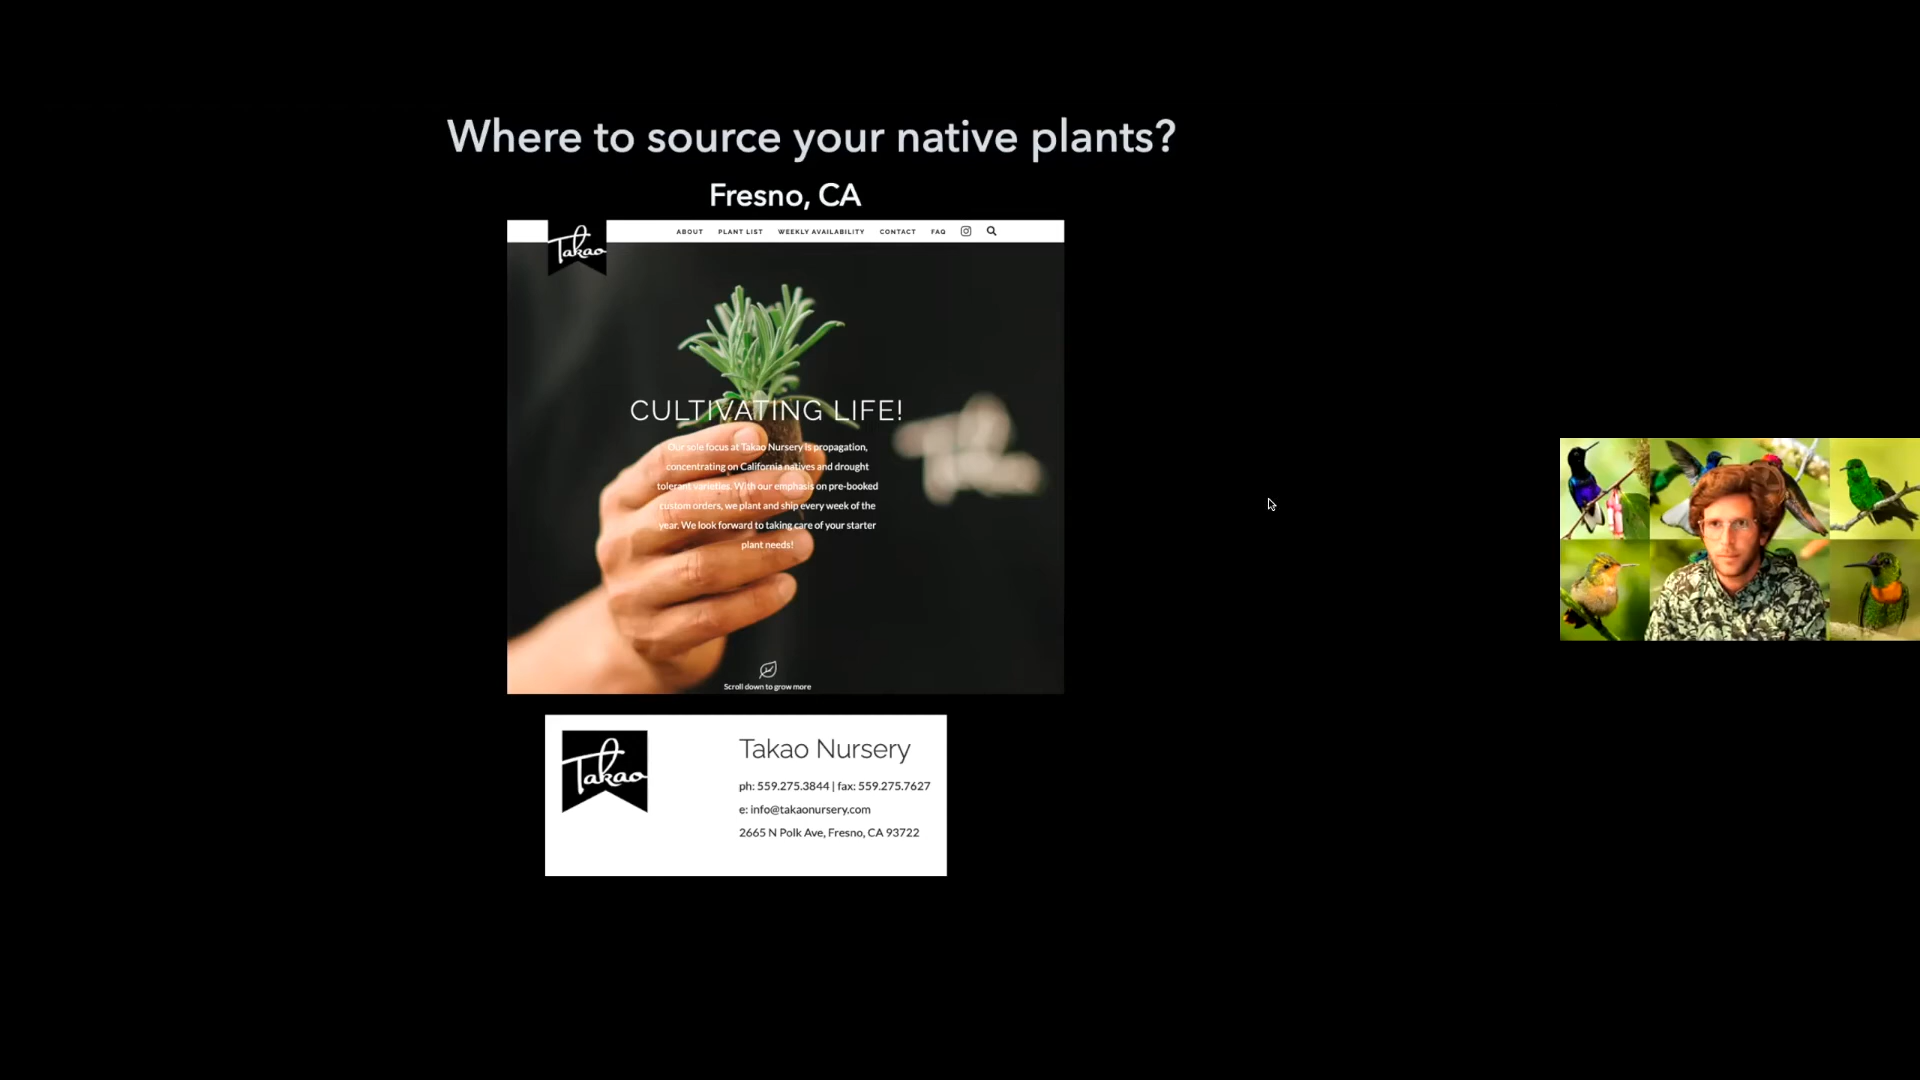 Where to source your native plants?
Fresno, CA
Takao
ABOUT PLANT LIST WEEKLY AVAILABILITY CONTACT FAQ
CULTIVATING LIFE!
Our sole focus at Takao Nursery is propagation,
concentrating on California natives and drought
tolerant varieties. With our emphasis on pre-booked
custom orders, we plant and ship every week of the
year. We look forward to taking care of your starter
plant needs!
Takao
Scroll down to grow more
Takao
Takao Nursery
ph: 559.275.3844 | fax: 559.275.7627
e: info@takaonursery.com
2665 N Polk Ave, Fresno, CA 93722